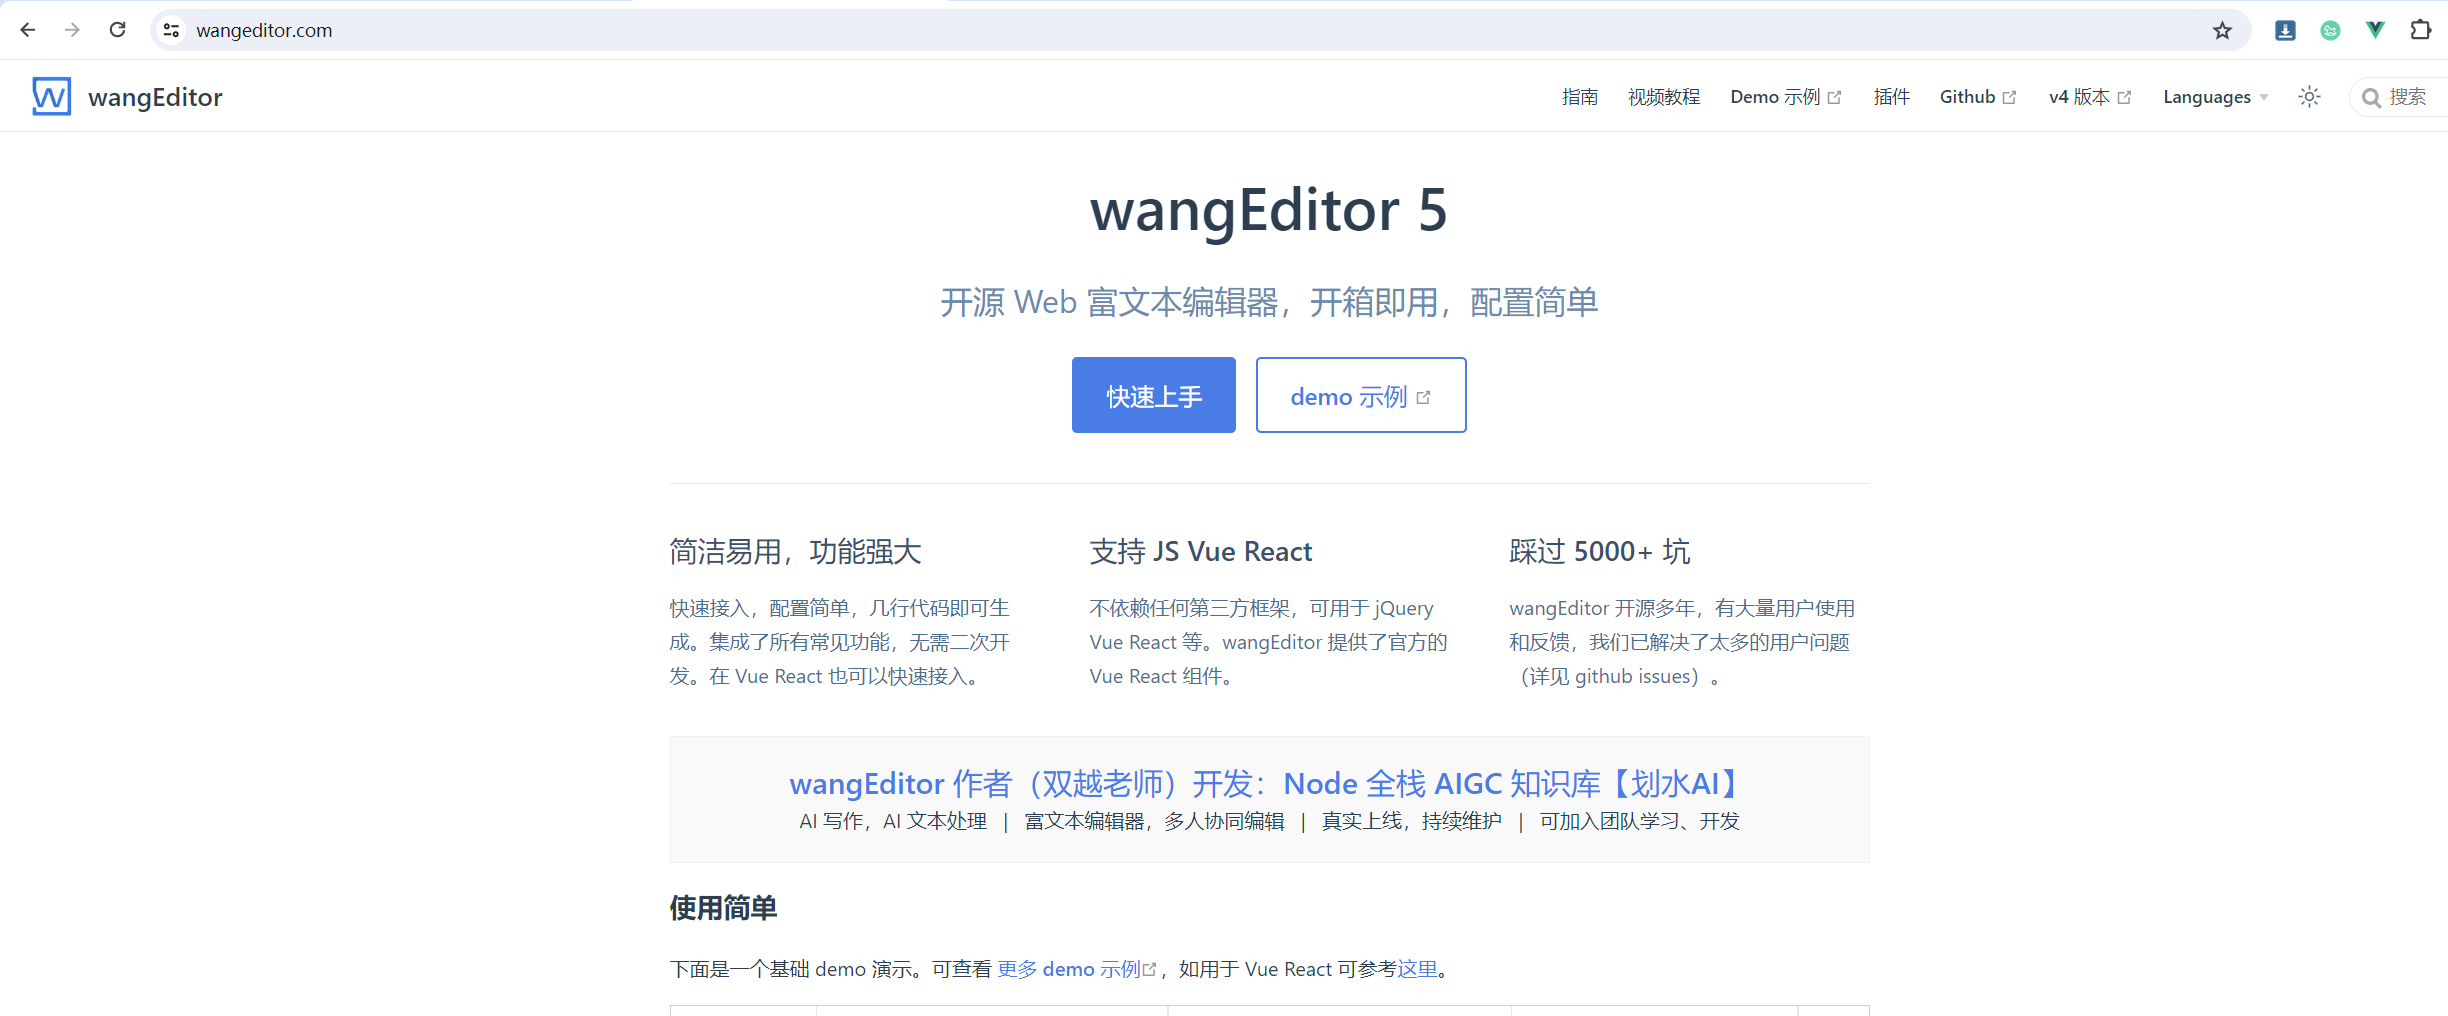 wangeditor.com
wangEditor
指南 视频教程 Demo 示例 插件 Github v4 版本 Languages 搜索
wangEditor 5
开源 Web 富文本编辑器，开箱即用，配置简单
快速上手 demo 示例
简洁易用，功能强大
快速接入，配置简单，几行代码即可生
成。集成了所有常见功能，无需二次开
发。在 Vue React 也可以快速接入。
支持 JS Vue React
不依赖任何第三方框架，可用于 jQuery
Vue React 等。wangEditor 提供了官方的
Vue React 组件。
踩过 5000+ 坑
wangEditor 开源多年，有大量用户使用
和反馈，我们已解决了太多的用户问题
（详见 github issues）。
wangEditor 作者（双越老师）开发：Node 全栈 AIGC 知识库【划水AI】
AI 写作，AI 文本处理 | 富文本编辑器，多人协同编辑 | 真实上线，持续维护 | 可加入团队学习、开发
使用简单
下面是一个基础 demo 演示。可查看 更多 demo 示例，如用于 Vue React 可参考这里。